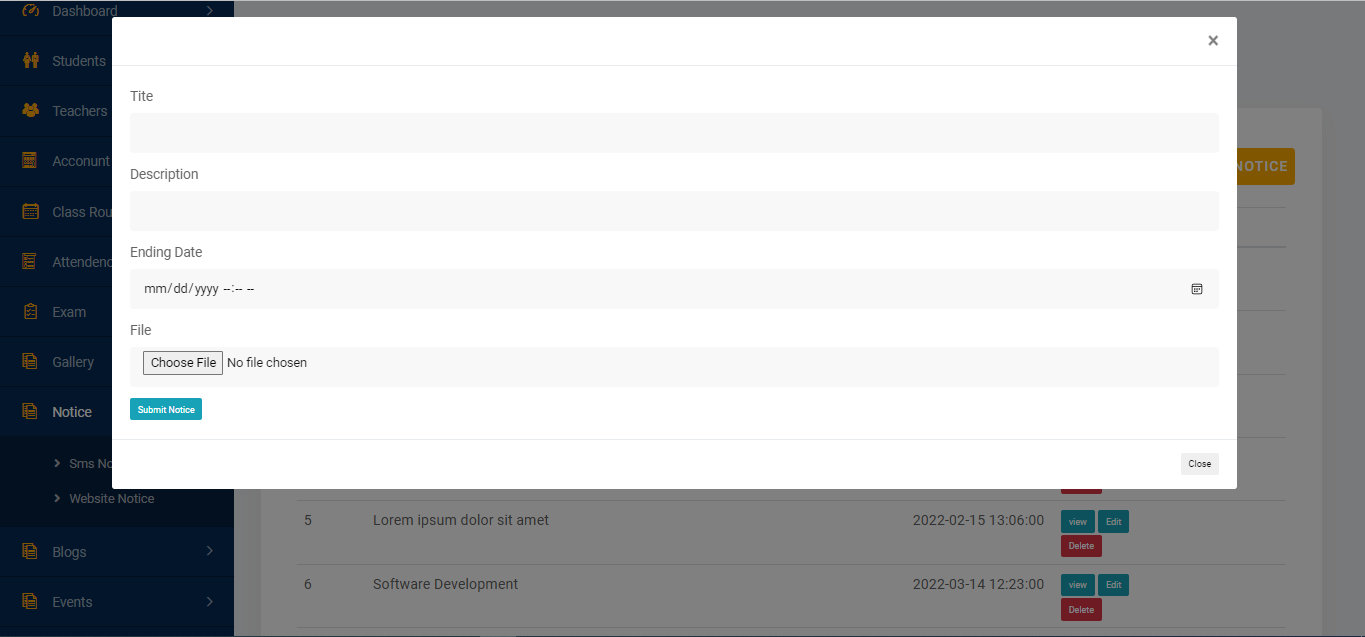 Dashboard
Students
Teachers
Acconunt
Class Rou
Attendenc
Exam
Gallery
Notice
Sms No
Website Notice
Blogs
Events
×
Tite
Description
Ending Date
mm/dd/yyyy --:-- --
File
Choose File No file chosen
Submit Notice
Close
NOTICE
5 Lorem ipsum dolor sit amet 2022-02-15 13:06:00 view Edit
Delete
6 Software Development 2022-03-14 12:23:00 view Edit
Delete